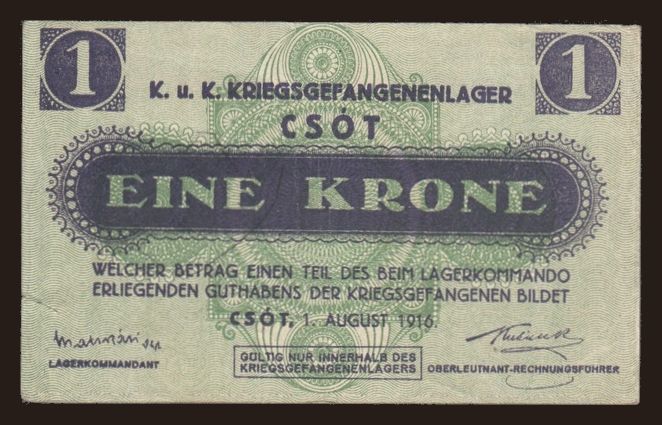 1 1
K. u. K. KRIEGSGEFANGENENLAGER
CSÓT
EINE KRONE
WELCHER BETRAG EINEN TEIL DES BEIM LAGERKOMMANDO
ERLIEGENDEN GUTHABENS DER KRIEGSGEFANGENEN BILDET
CSÓT, 1. AUGUST 1916.
LAGERKOMMANDANT
GÜLTIG NUR INNERHALB DES
KRIEGSGEFANGENENLAGERS
OBERLEUTNANT-RECHNUNGSFÜHRER